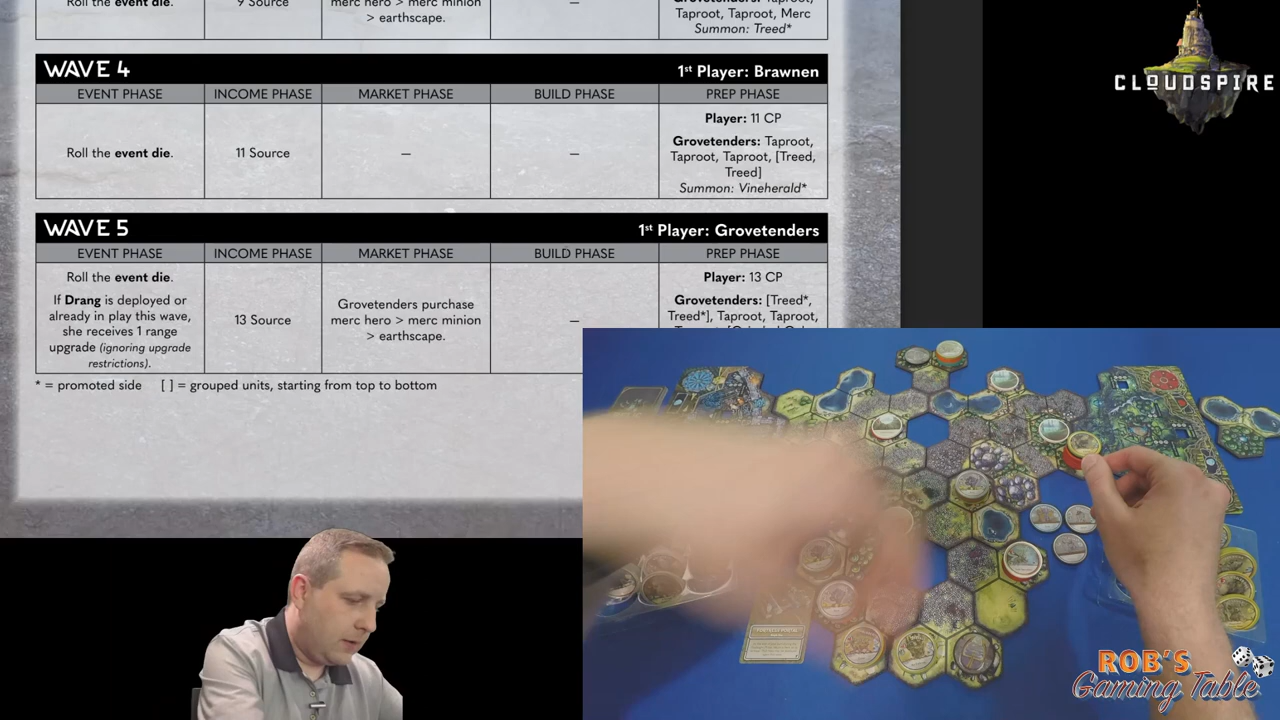 Roll the event die.
9 Source
merc hero > merc minion
> earthscape.
—
Taproot, Taproot, Merc
Summon: Treed*
WAVE 4
1st Player: Brawnen
EVENT PHASE
INCOME PHASE
MARKET PHASE
BUILD PHASE
PREP PHASE
Roll the event die.
11 Source
—
—
Player: 11 CP
Grovetenders: Taproot,
Taproot, Taproot, [Treed,
Treed]
Summon: Vineherald*
WAVE 5
1st Player: Grovetenders
EVENT PHASE
INCOME PHASE
MARKET PHASE
BUILD PHASE
PREP PHASE
Roll the event die.
If Drang is deployed or
already in play this wave,
she receives 1 range
upgrade (ignoring upgrade
restrictions).
13 Source
Grovetenders purchase
merc hero > merc minion
> earthscape.
—
Player: 13 CP
Grovetenders: [Treed*,
Treed*], Taproot, Taproot,
* = promoted side [ ] = grouped units, starting from top to bottom
CLOUDSPIRE
ROB'S
Gaming Table